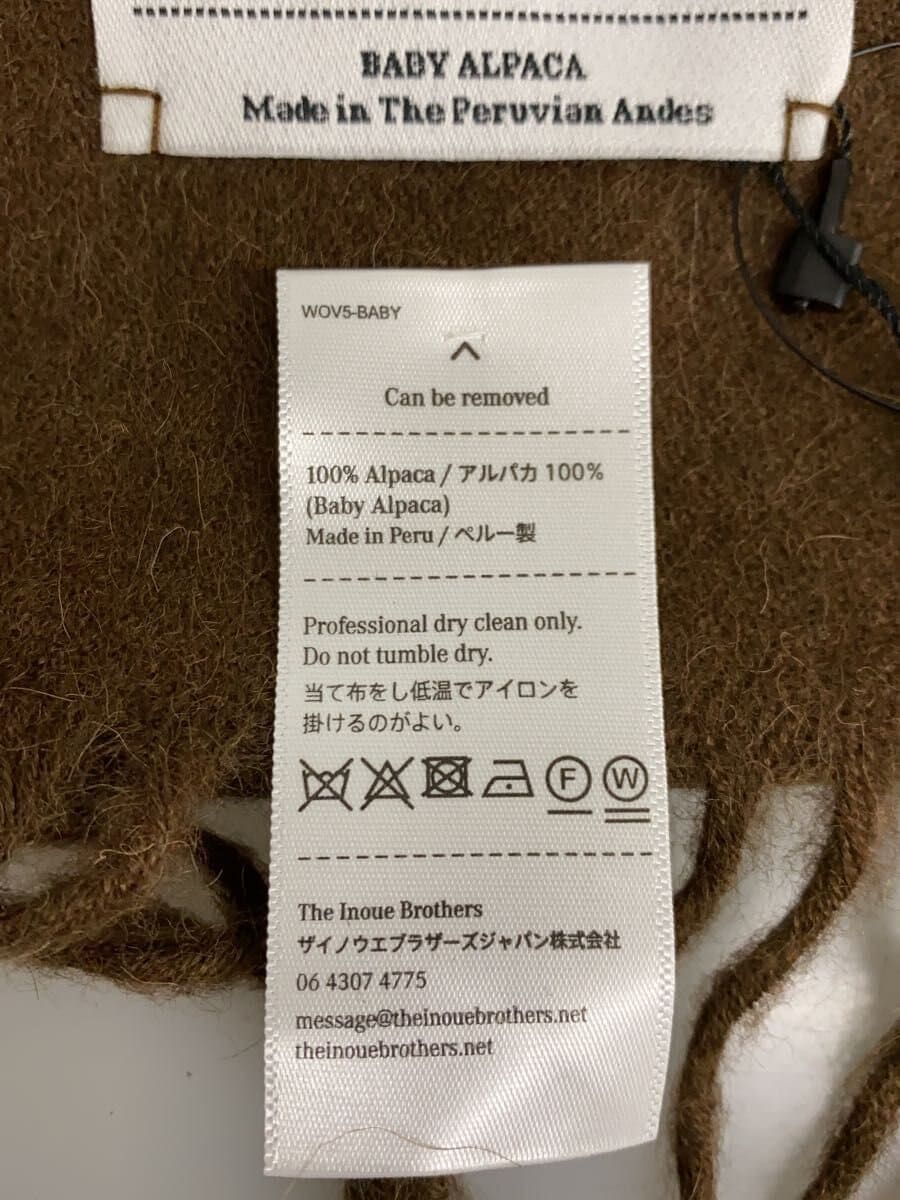 BABY ALPACA
Made in The Peruvian Andes
WOV5-BABY
Can be removed
100% Alpaca / アルパカ 100%
(Baby Alpaca)
Made in Peru / ペルー製
Professional dry clean only.
Do not tumble dry.
当て布をし低温でアイロンを
掛けるのがよい。
F W
The Inoue Brothers
ザイノウエブラザーズジャパン株式会社
06 4307 4775
message@theinouebrothers.net
theinouebrothers.net